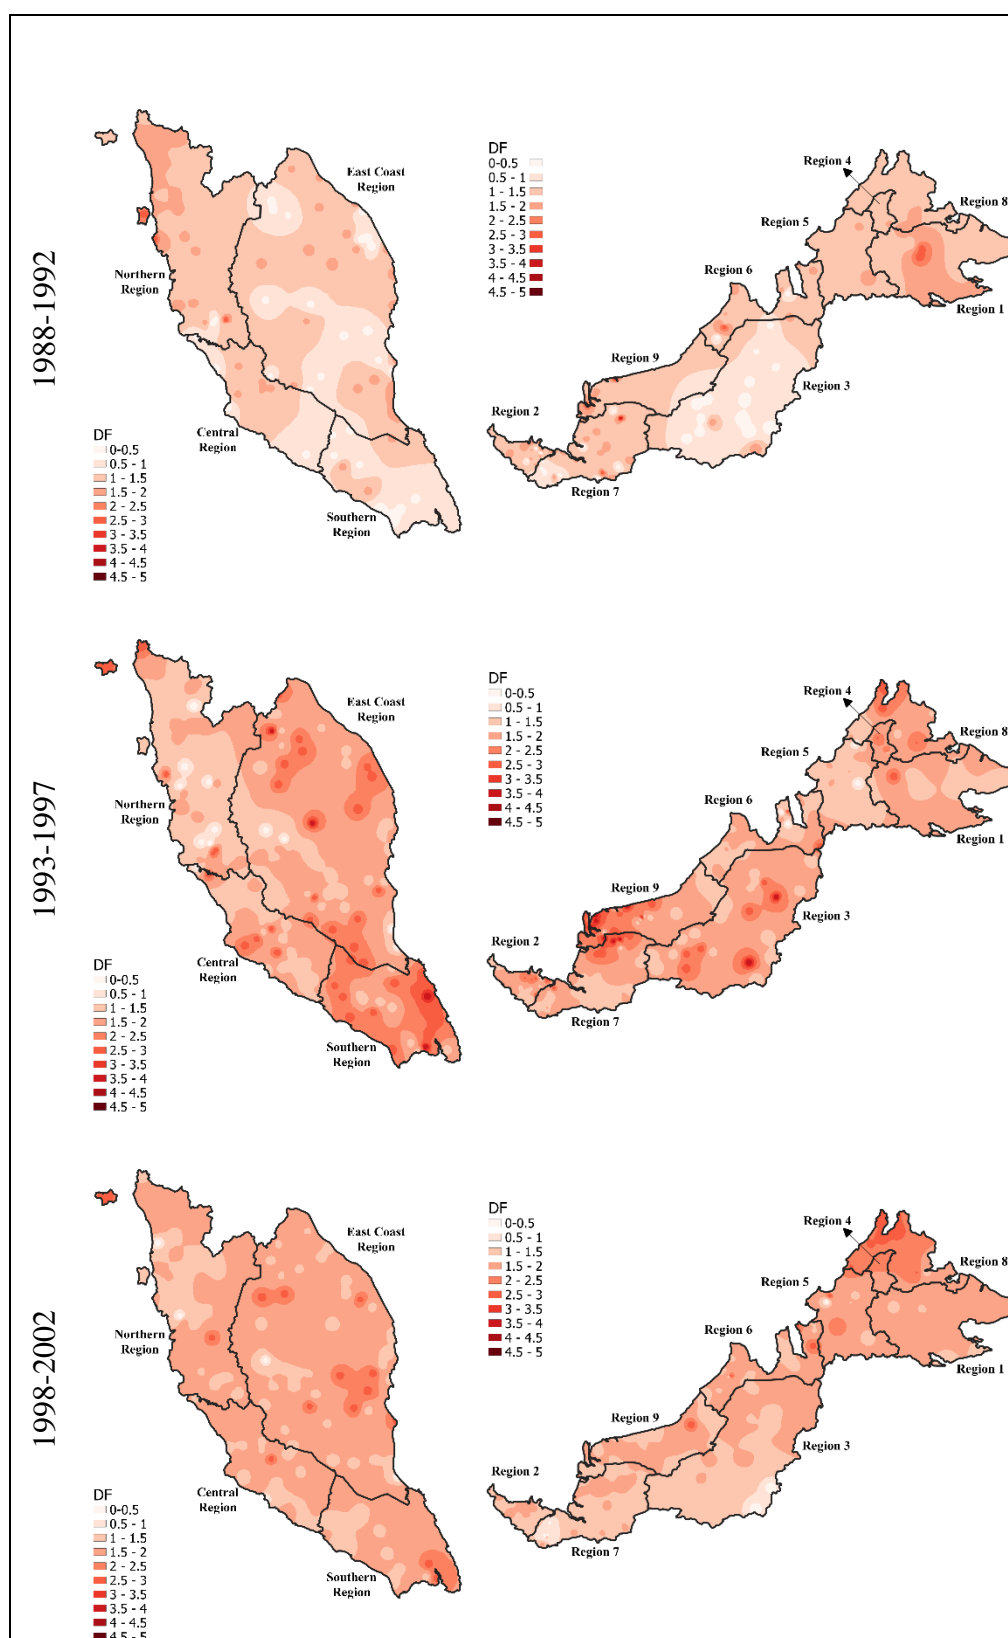 1988-1992
East Coast
Region
Northern
Region
Central
Region
Southern
Region
DF
0-0.5
0.5 - 1
1 - 1.5
1.5 - 2
2 - 2.5
2.5 - 3
3 - 3.5
3.5 - 4
4 - 4.5
4.5 - 5
DF
0-0.5
0.5 - 1
1 - 1.5
1.5 - 2
2 - 2.5
2.5 - 3
3 - 3.5
3.5 - 4
4 - 4.5
4.5 - 5
Region 4
Region 8
Region 5
Region 6
Region 1
Region 9
Region 3
Region 2
Region 7
1993-1997
East Coast
Region
Northern
Region
Central
Region
Southern
Region
DF
0-0.5
0.5 - 1
1 - 1.5
1.5 - 2
2 - 2.5
2.5 - 3
3 - 3.5
3.5 - 4
4 - 4.5
4.5 - 5
DF
0-0.5
0.5 - 1
1 - 1.5
1.5 - 2
2 - 2.5
2.5 - 3
3 - 3.5
3.5 - 4
4 - 4.5
4.5 - 5
Region 4
Region 8
Region 5
Region 6
Region 1
Region 9
Region 3
Region 2
Region 7
1998-2002
East Coast
Region
Northern
Region
Central
Region
Southern
Region
DF
0-0.5
0.5 - 1
1 - 1.5
1.5 - 2
2 - 2.5
2.5 - 3
3 - 3.5
3.5 - 4
4 - 4.5
4.5 - 5
DF
0-0.5
0.5 - 1
1 - 1.5
1.5 - 2
2 - 2.5
2.5 - 3
3 - 3.5
3.5 - 4
4 - 4.5
4.5 - 5
Region 4
Region 8
Region 5
Region 6
Region 1
Region 9
Region 3
Region 2
Region 7